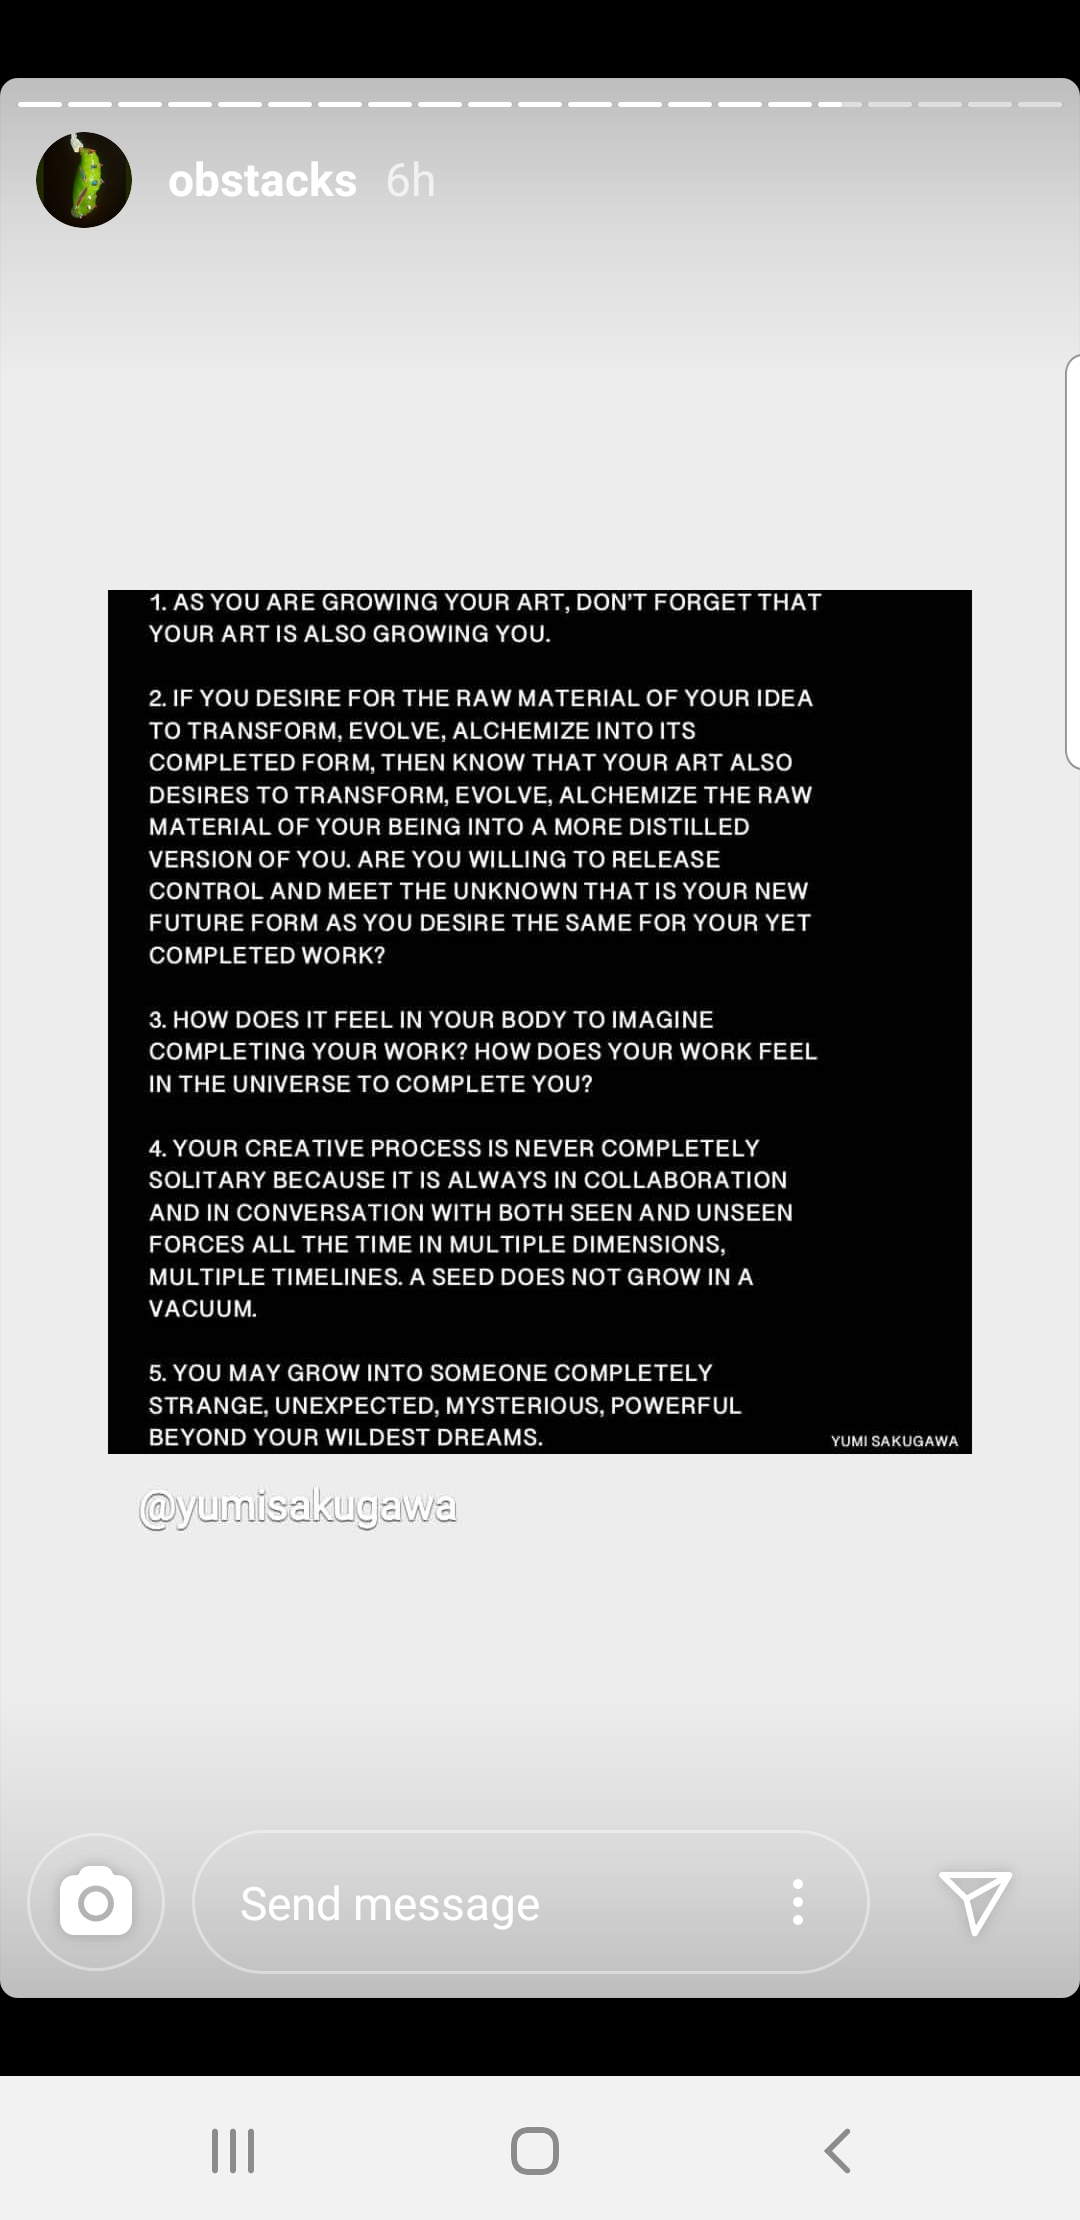 obstacks 6h
1. AS YOU ARE GROWING YOUR ART, DON'T FORGET THAT
YOUR ART IS ALSO GROWING YOU.
2. IF YOU DESIRE FOR THE RAW MATERIAL OF YOUR IDEA
TO TRANSFORM, EVOLVE, ALCHEMIZE INTO ITS
COMPLETED FORM, THEN KNOW THAT YOUR ART ALSO
DESIRES TO TRANSFORM, EVOLVE, ALCHEMIZE THE RAW
MATERIAL OF YOUR BEING INTO A MORE DISTILLED
VERSION OF YOU. ARE YOU WILLING TO RELEASE
CONTROL AND MEET THE UNKNOWN THAT IS YOUR NEW
FUTURE FORM AS YOU DESIRE THE SAME FOR YOUR YET
COMPLETED WORK?
3. HOW DOES IT FEEL IN YOUR BODY TO IMAGINE
COMPLETING YOUR WORK? HOW DOES YOUR WORK FEEL
IN THE UNIVERSE TO COMPLETE YOU?
4. YOUR CREATIVE PROCESS IS NEVER COMPLETELY
SOLITARY BECAUSE IT IS ALWAYS IN COLLABORATION
AND IN CONVERSATION WITH BOTH SEEN AND UNSEEN
FORCES ALL THE TIME IN MULTIPLE DIMENSIONS,
MULTIPLE TIMELINES. A SEED DOES NOT GROW IN A
VACUUM.
5. YOU MAY GROW INTO SOMEONE COMPLETELY
STRANGE, UNEXPECTED, MYSTERIOUS, POWERFUL
BEYOND YOUR WILDEST DREAMS.
YUMI SAKUGAWA
@yumisakugawa
Send message